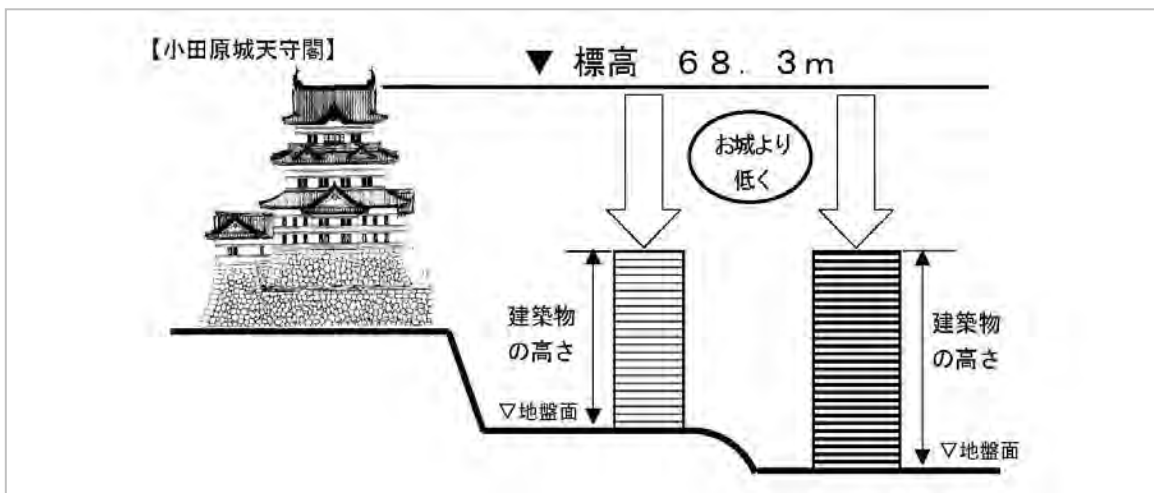 【小田原城天守閣】
▼ 標高 68.3m
お城より
低く
建築物
の高さ
▽地盤面
建築物
の高さ
▽地盤面